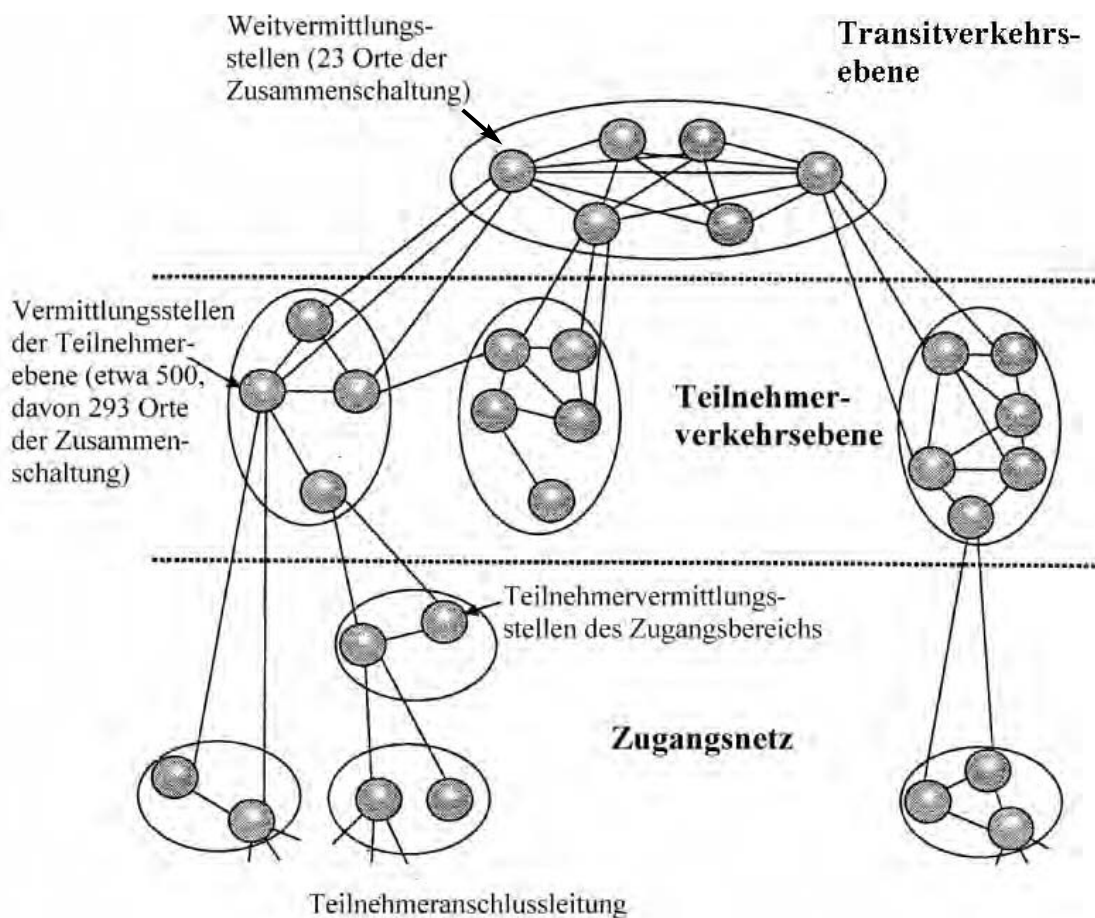 Weitvermittlungs-
stellen (23 Orte der
Zusammenschaltung)
Transitverkehrs-
ebene
Vermittlungsstellen
der Teilnehmer-
ebene (etwa 500,
davon 293 Orte
der Zusammen-
schaltung)
Teilnehmer-
verkehrsebene
Teilnehmervermittlungs-
stellen des Zugangsbereichs
Zugangsnetz
Teilnehmeranschlussleitung